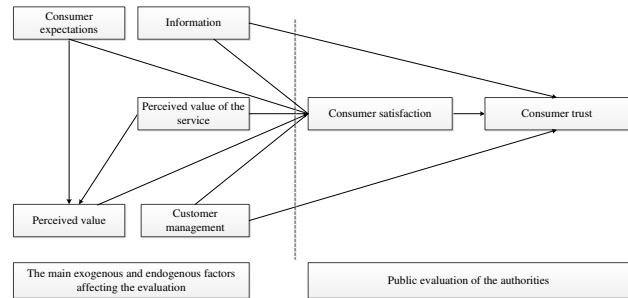 Consumer
expectations
Information
Perceived value of the
service
Consumer satisfaction
Consumer trust
Perceived value
Customer
management
The main exogenous and endogenous factors
affecting the evaluation
Public evaluation of the authorities